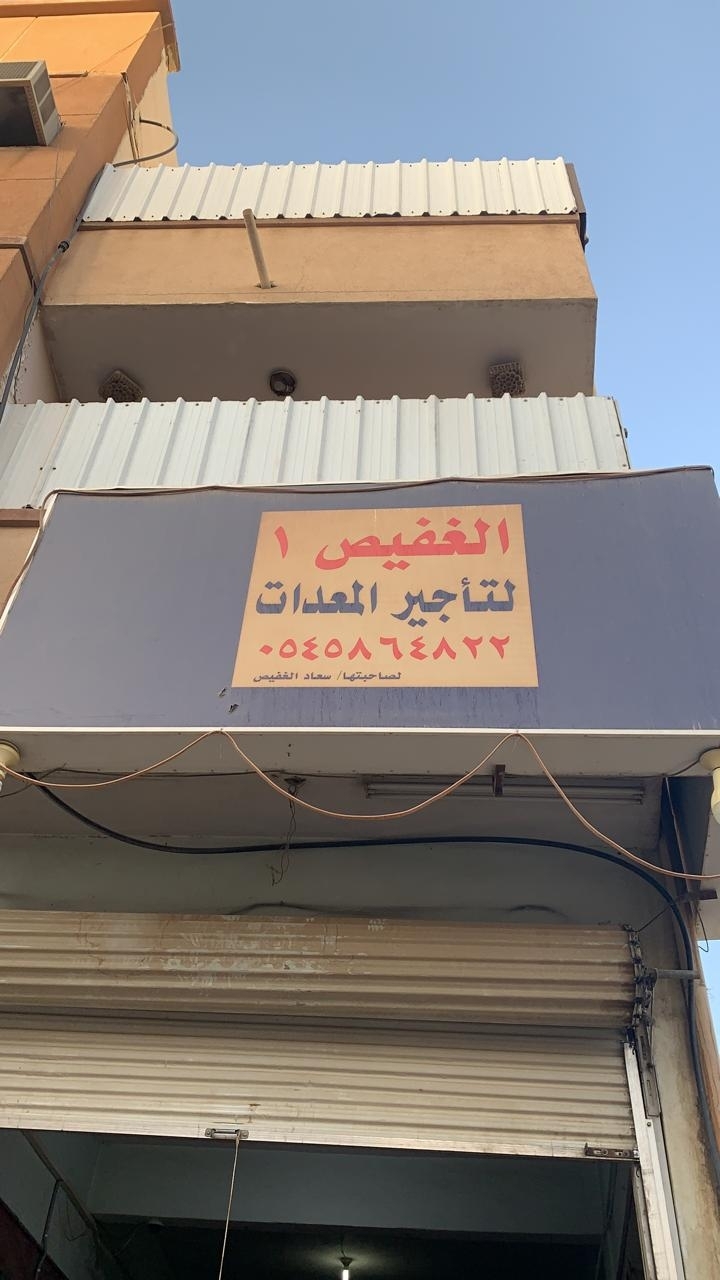 الغفيص ١
لتأجير المعدات
٠٥٤٥٨٦٤٨٢٢
لصاحبتها/ سعاد الغفيص